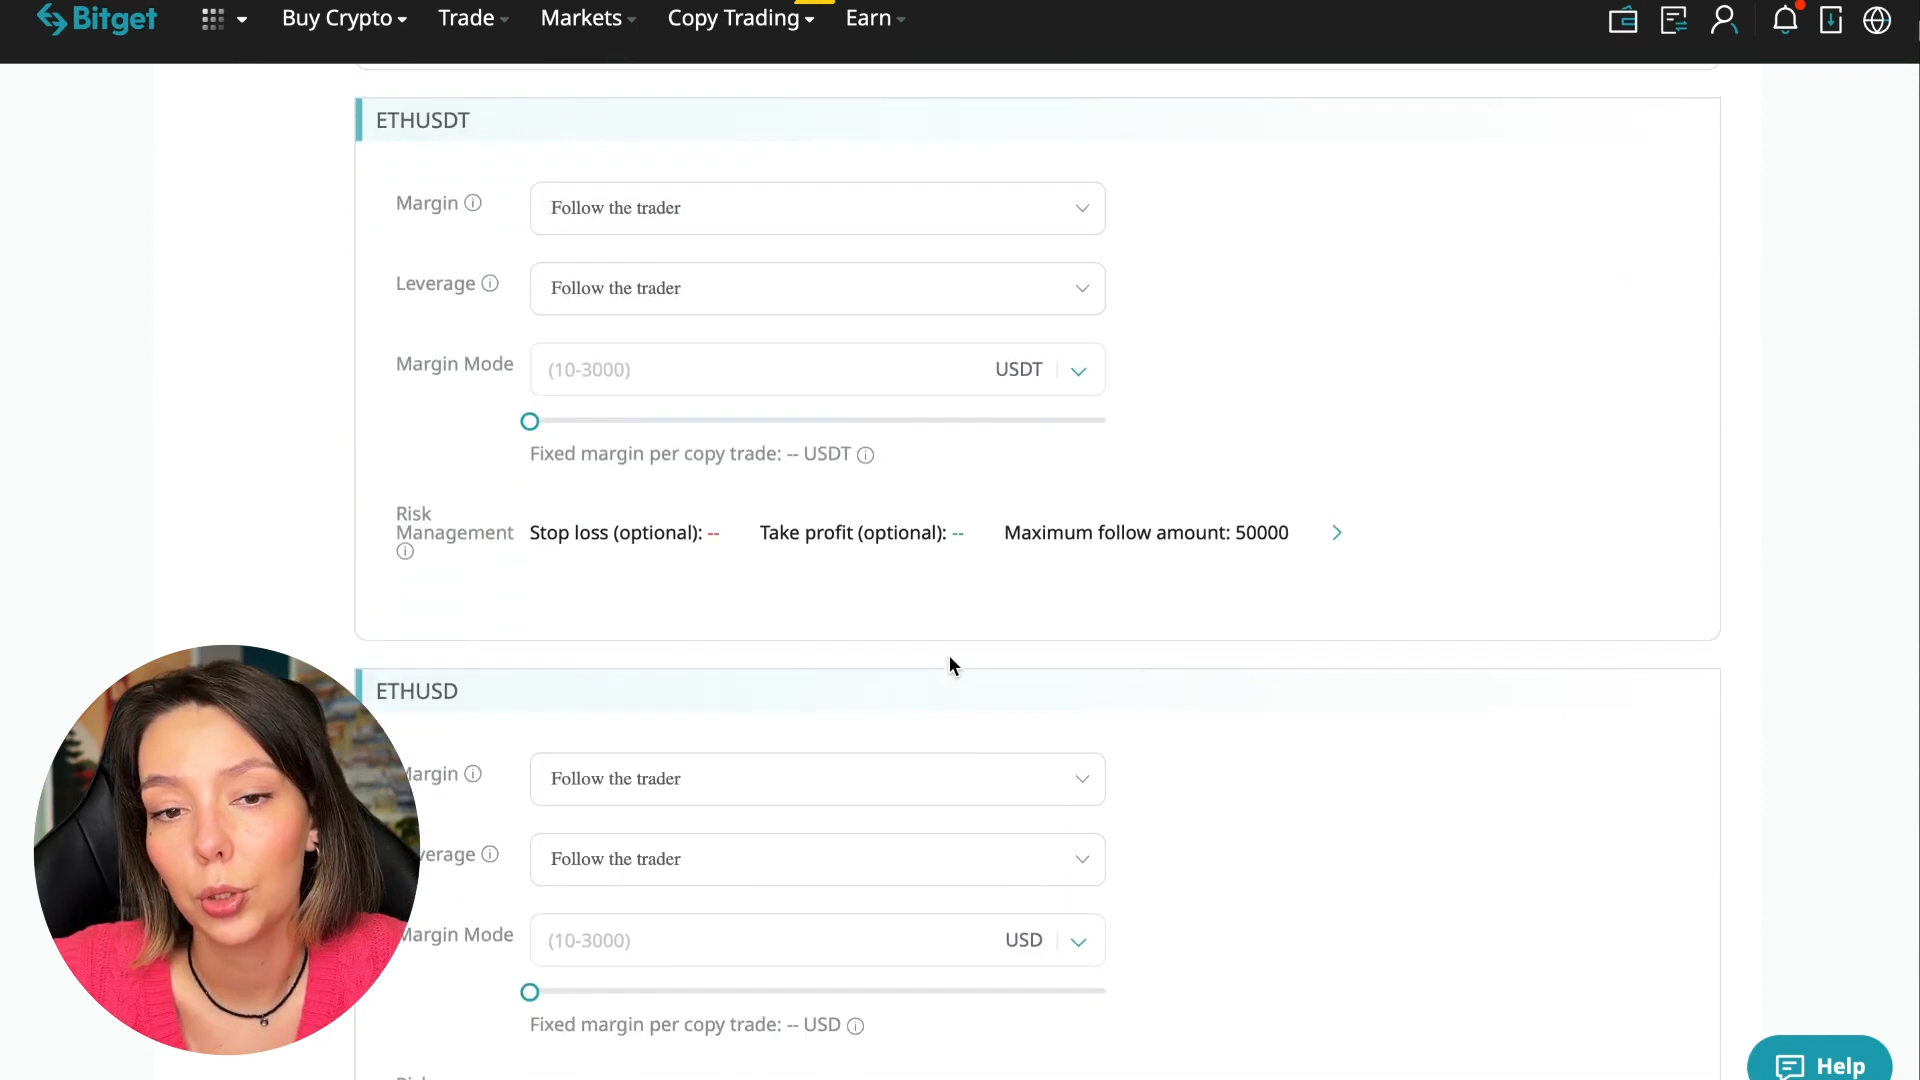 Bitget Buy Crypto Trade Markets Copy Trading Earn
ETHUSDT
Margin Follow the trader
Leverage Follow the trader
Margin Mode (10-3000) USDT
Fixed margin per copy trade: -- USDT
Risk Management Stop loss (optional): -- Take profit (optional): -- Maximum follow amount: 50000
ETHUSD
Margin Follow the trader
verage Follow the trader
Margin Mode (10-3000) USD
Fixed margin per copy trade: -- USD
Help